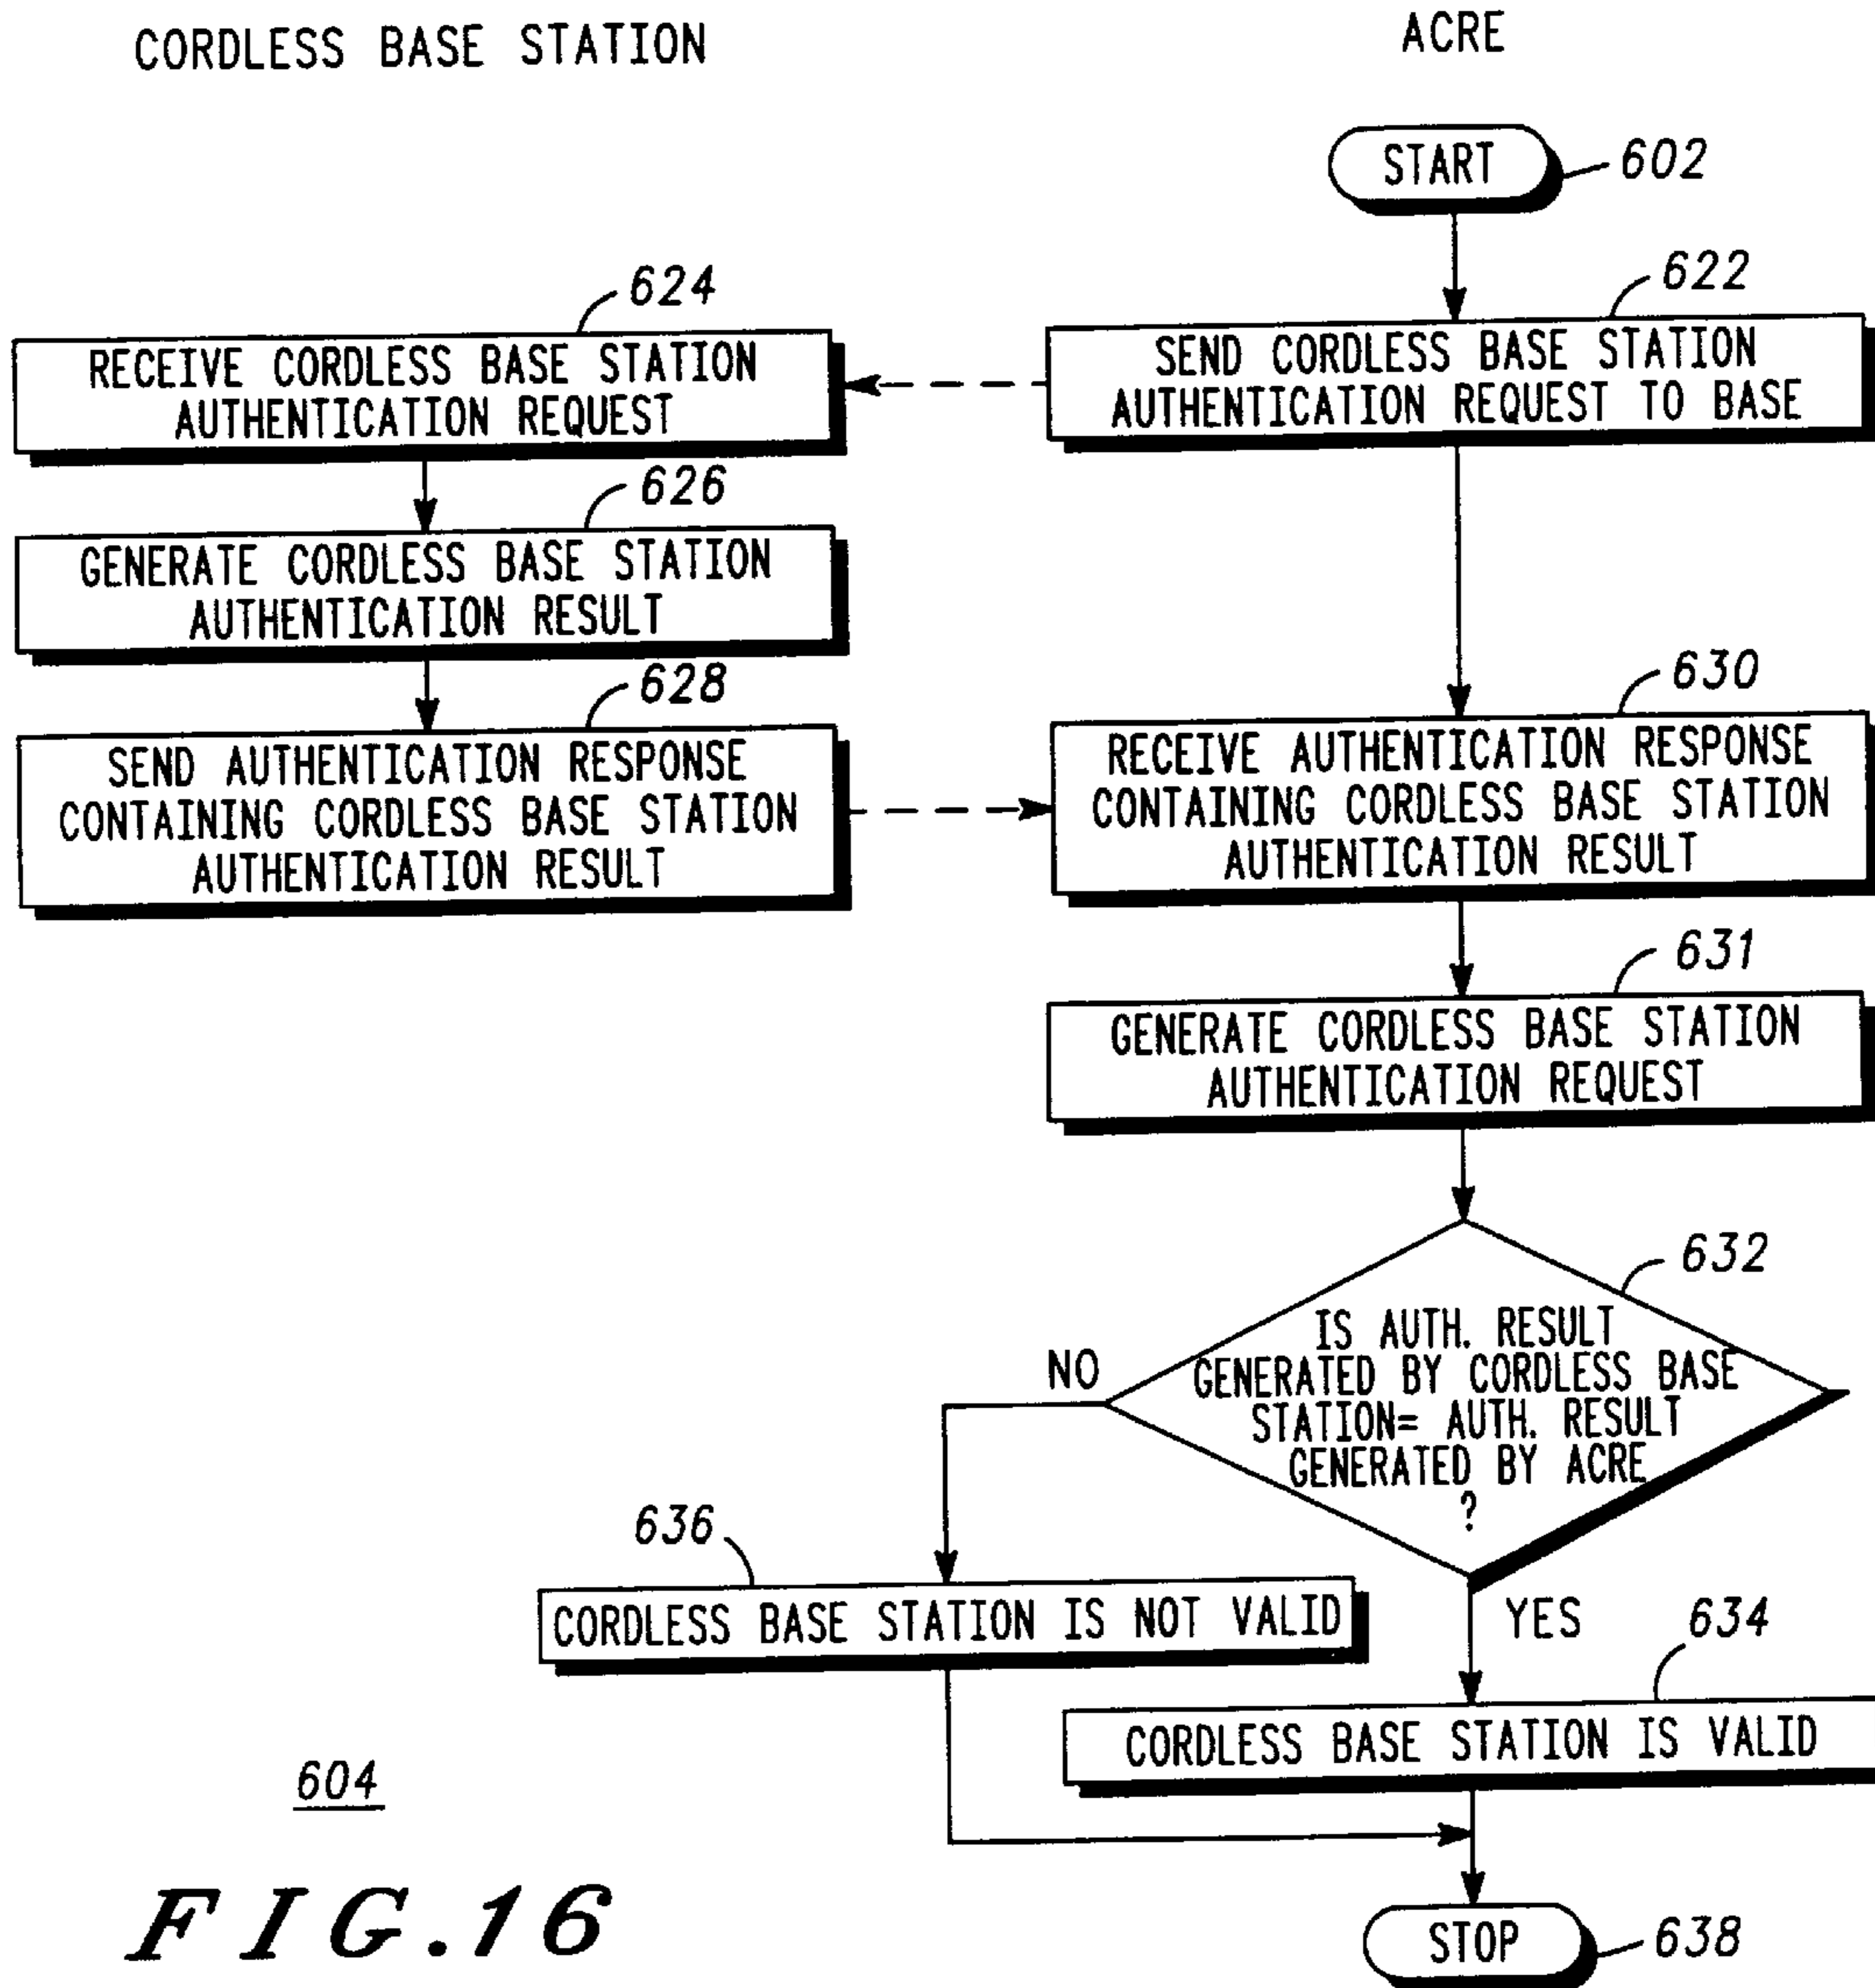 CORDLESS BASE STATION
ACRE
START
602
622
SEND CORDLESS BASE STATION
AUTHENTICATION REQUEST TO BASE
624
RECEIVE CORDLESS BASE STATION
AUTHENTICATION REQUEST
626
GENERATE CORDLESS BASE STATION
AUTHENTICATION RESULT
628
SEND AUTHENTICATION RESPONSE
CONTAINING CORDLESS BASE STATION
AUTHENTICATION RESULT
630
RECEIVE AUTHENTICATION RESPONSE
CONTAINING CORDLESS BASE STATION
AUTHENTICATION RESULT
631
GENERATE CORDLESS BASE STATION
AUTHENTICATION REQUEST
632
IS AUTH. RESULT
GENERATED BY CORDLESS BASE
STATION= AUTH. RESULT
GENERATED BY ACRE
?
NO
YES
636
CORDLESS BASE STATION IS NOT VALID
634
CORDLESS BASE STATION IS VALID
STOP
638
604
FIG.16